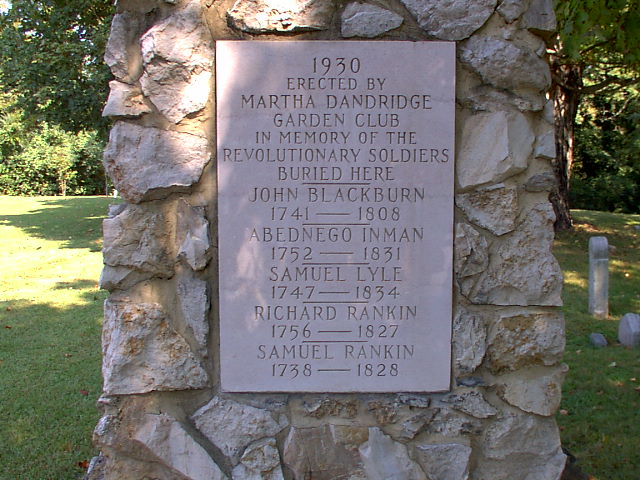 1930
ERECTED BY
MARTHA DANDRIDGE
GARDEN CLUB
IN MEMORY OF THE
REVOLUTIONARY SOLDIERS
BURIED HERE
JOHN BLACKBURN
1741 — 1808
ABEDNEGO INMAN
1752 — 1831
SAMUEL LYLE
1747 — 1834
RICHARD RANKIN
1756 — 1827
SAMUEL RANKIN
1738 — 1828